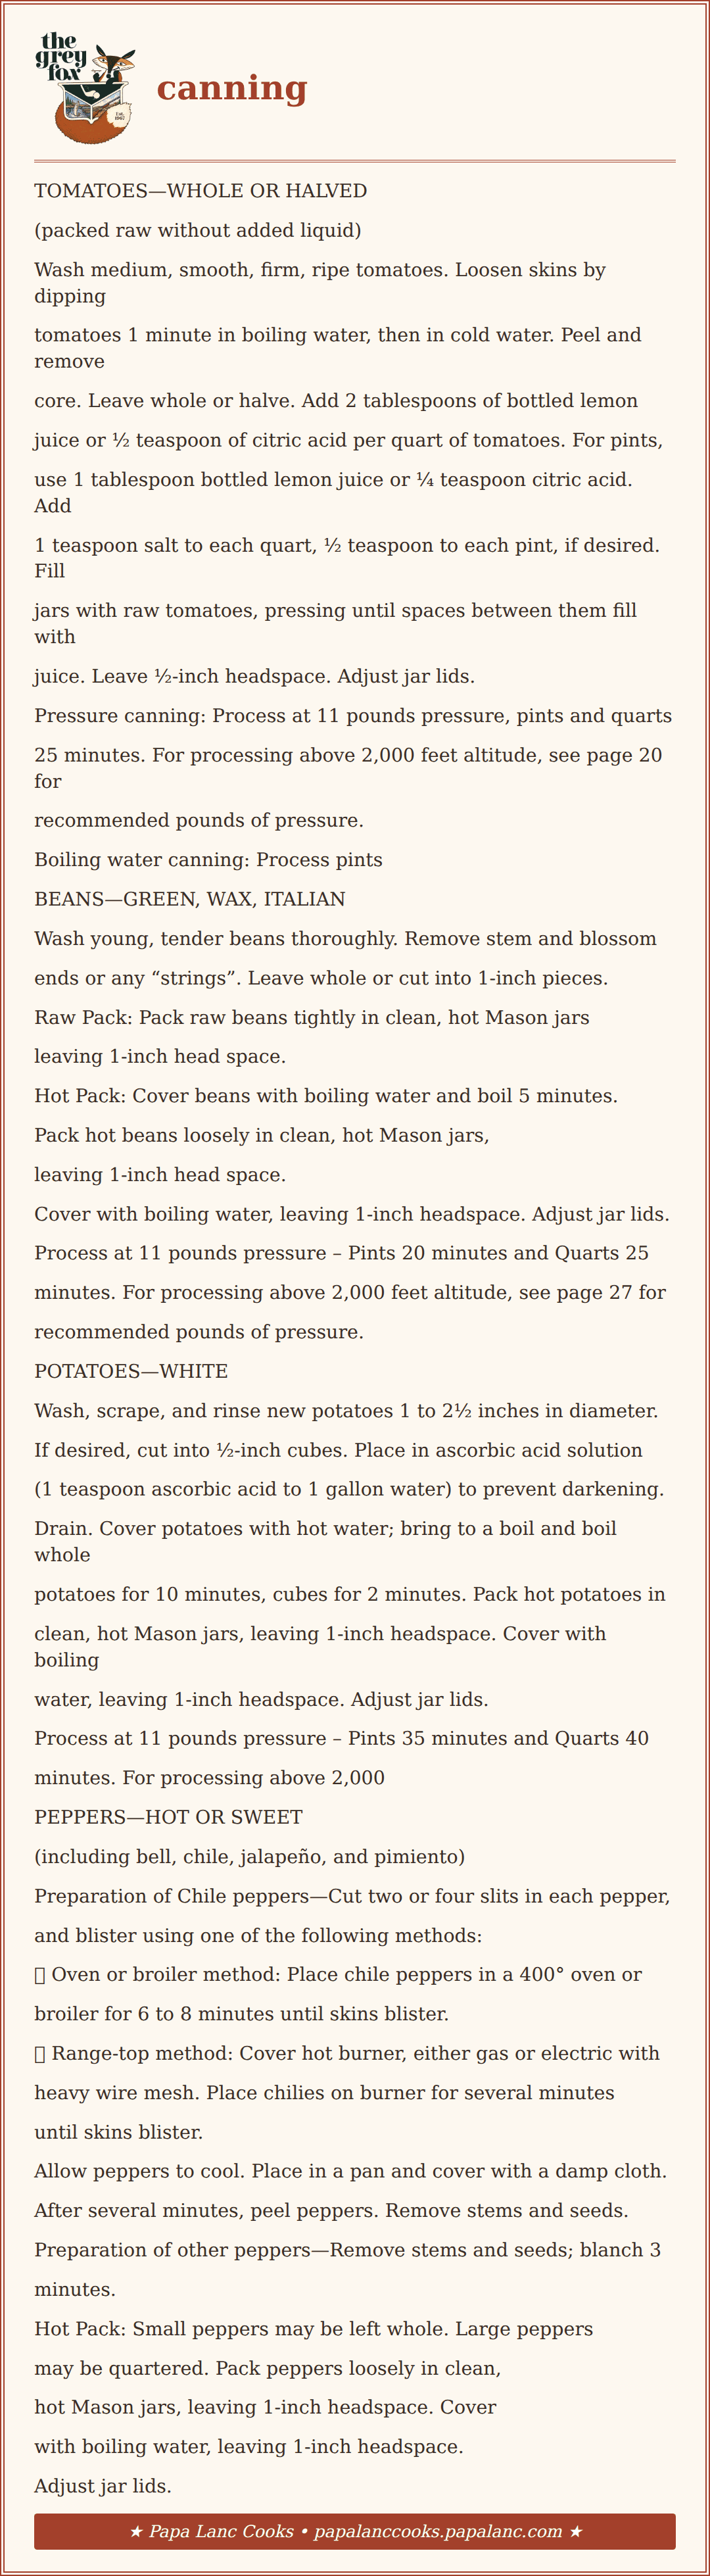 the
grey
fox
Est.
1967
canning
TOMATOES—WHOLE OR HALVED
(packed raw without added liquid)
Wash medium, smooth, firm, ripe tomatoes. Loosen skins by
dipping
tomatoes 1 minute in boiling water, then in cold water. Peel and
remove
core. Leave whole or halve. Add 2 tablespoons of bottled lemon
juice or ½ teaspoon of citric acid per quart of tomatoes. For pints,
use 1 tablespoon bottled lemon juice or ¼ teaspoon citric acid.
Add
1 teaspoon salt to each quart, ½ teaspoon to each pint, if desired.
Fill
jars with raw tomatoes, pressing until spaces between them fill
with
juice. Leave ½-inch headspace. Adjust jar lids.
Pressure canning: Process at 11 pounds pressure, pints and quarts
25 minutes. For processing above 2,000 feet altitude, see page 20
for
recommended pounds of pressure.
Boiling water canning: Process pints
BEANS—GREEN, WAX, ITALIAN
Wash young, tender beans thoroughly. Remove stem and blossom
ends or any “strings”. Leave whole or cut into 1-inch pieces.
Raw Pack: Pack raw beans tightly in clean, hot Mason jars
leaving 1-inch head space.
Hot Pack: Cover beans with boiling water and boil 5 minutes.
Pack hot beans loosely in clean, hot Mason jars,
leaving 1-inch head space.
Cover with boiling water, leaving 1-inch headspace. Adjust jar lids.
Process at 11 pounds pressure – Pints 20 minutes and Quarts 25
minutes. For processing above 2,000 feet altitude, see page 27 for
recommended pounds of pressure.
POTATOES—WHITE
Wash, scrape, and rinse new potatoes 1 to 2½ inches in diameter.
If desired, cut into ½-inch cubes. Place in ascorbic acid solution
(1 teaspoon ascorbic acid to 1 gallon water) to prevent darkening.
Drain. Cover potatoes with hot water; bring to a boil and boil
whole
potatoes for 10 minutes, cubes for 2 minutes. Pack hot potatoes in
clean, hot Mason jars, leaving 1-inch headspace. Cover with
boiling
water, leaving 1-inch headspace. Adjust jar lids.
Process at 11 pounds pressure – Pints 35 minutes and Quarts 40
minutes. For processing above 2,000
PEPPERS—HOT OR SWEET
(including bell, chile, jalapeño, and pimiento)
Preparation of Chile peppers—Cut two or four slits in each pepper,
and blister using one of the following methods:
Oven or broiler method: Place chile peppers in a 400° oven or
broiler for 6 to 8 minutes until skins blister.
Range-top method: Cover hot burner, either gas or electric with
heavy wire mesh. Place chilies on burner for several minutes
until skins blister.
Allow peppers to cool. Place in a pan and cover with a damp cloth.
After several minutes, peel peppers. Remove stems and seeds.
Preparation of other peppers—Remove stems and seeds; blanch 3
minutes.
Hot Pack: Small peppers may be left whole. Large peppers
may be quartered. Pack peppers loosely in clean,
hot Mason jars, leaving 1-inch headspace. Cover
with boiling water, leaving 1-inch headspace.
Adjust jar lids.
★ Papa Lanc Cooks • papalanccooks.papalanc.com ★